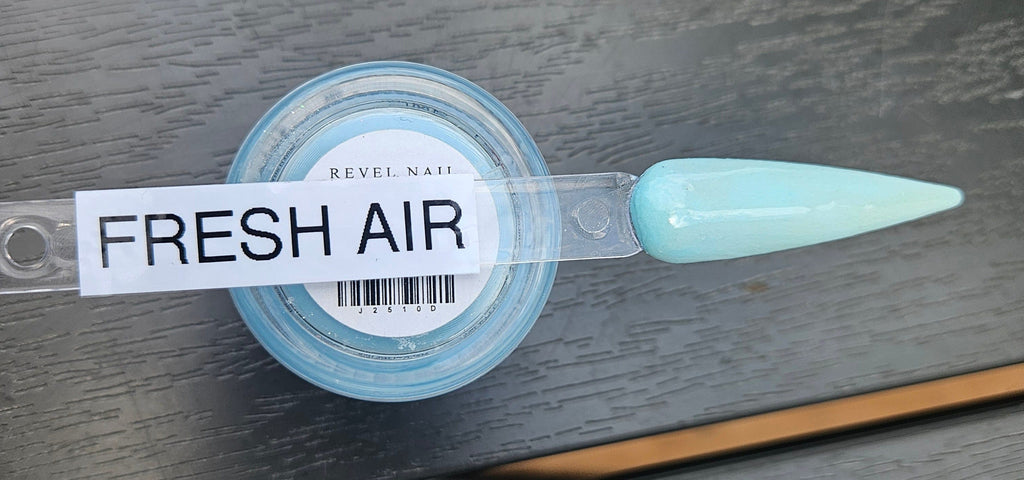 REVEL NAIL
FRESH AIR
J2510D